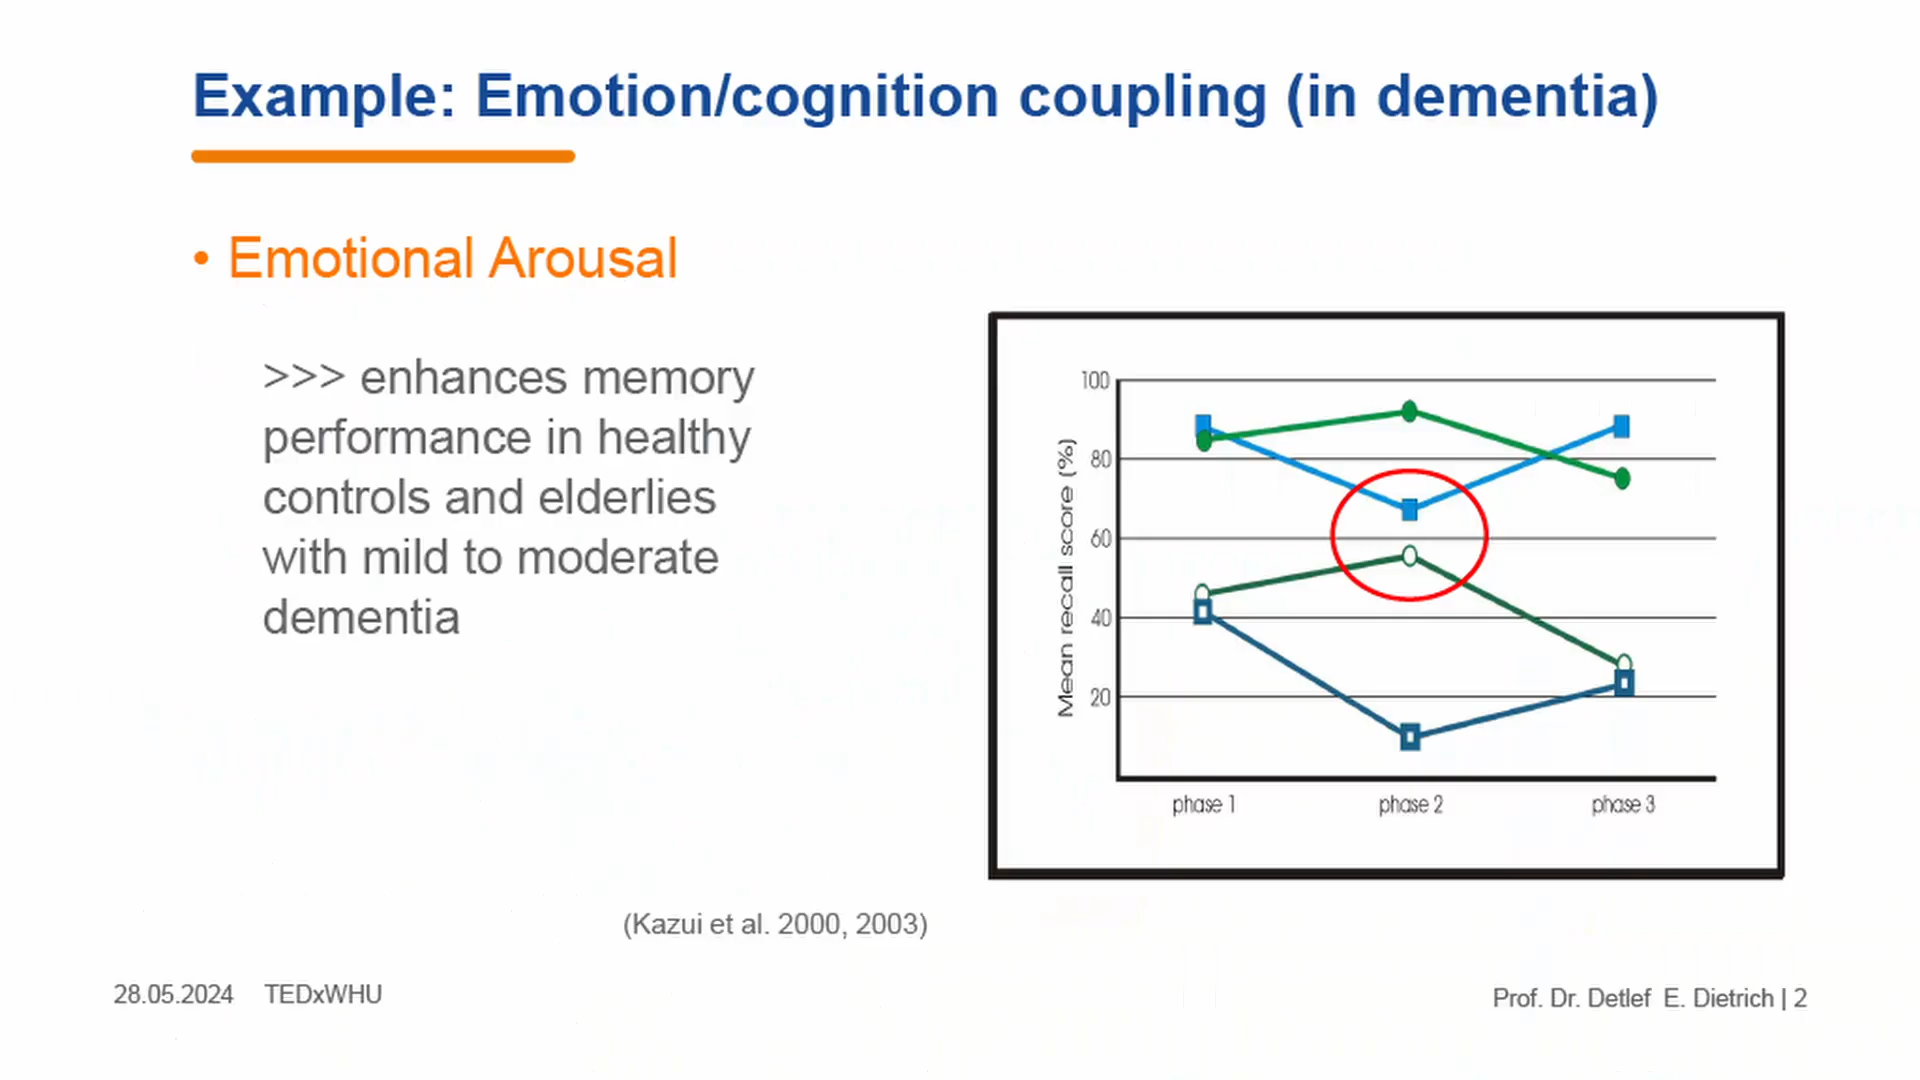 Example: Emotion/cognition coupling (in dementia)
• Emotional Arousal
>>> enhances memory
performance in healthy
controls and elderlies
with mild to moderate
dementia
Mean recall score (%)
100
80
60
40
20
phase 1 phase 2 phase 3
(Kazui et al. 2000, 2003)
28.05.2024 TEDxWHU
Prof. Dr. Detlef E. Dietrich | 2